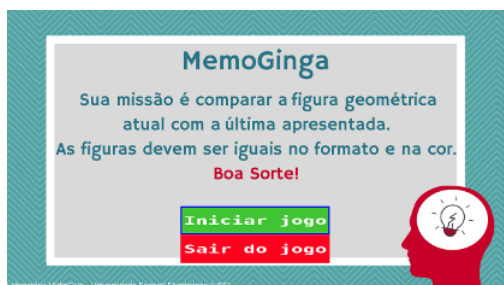 MemoGinga
Sua missão é comparar a figura geométrica
atual com a última apresentada.
As figuras devem ser iguais no formato e na cor.
Boa Sorte!
Iniciar jogo
Sair do jogo